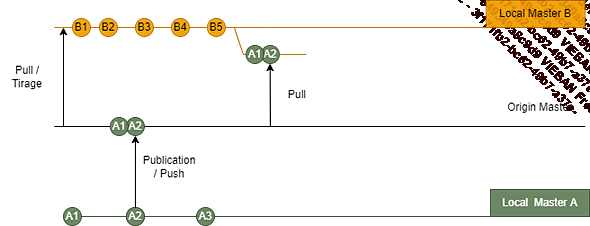 Local Master B
B1 B2 B3 B4 B5
A1 A2
Pull /
Tirage
Pull
Origin Maste
A1 A2
Publication
/ Push
Local Master A
A1 A2 A3